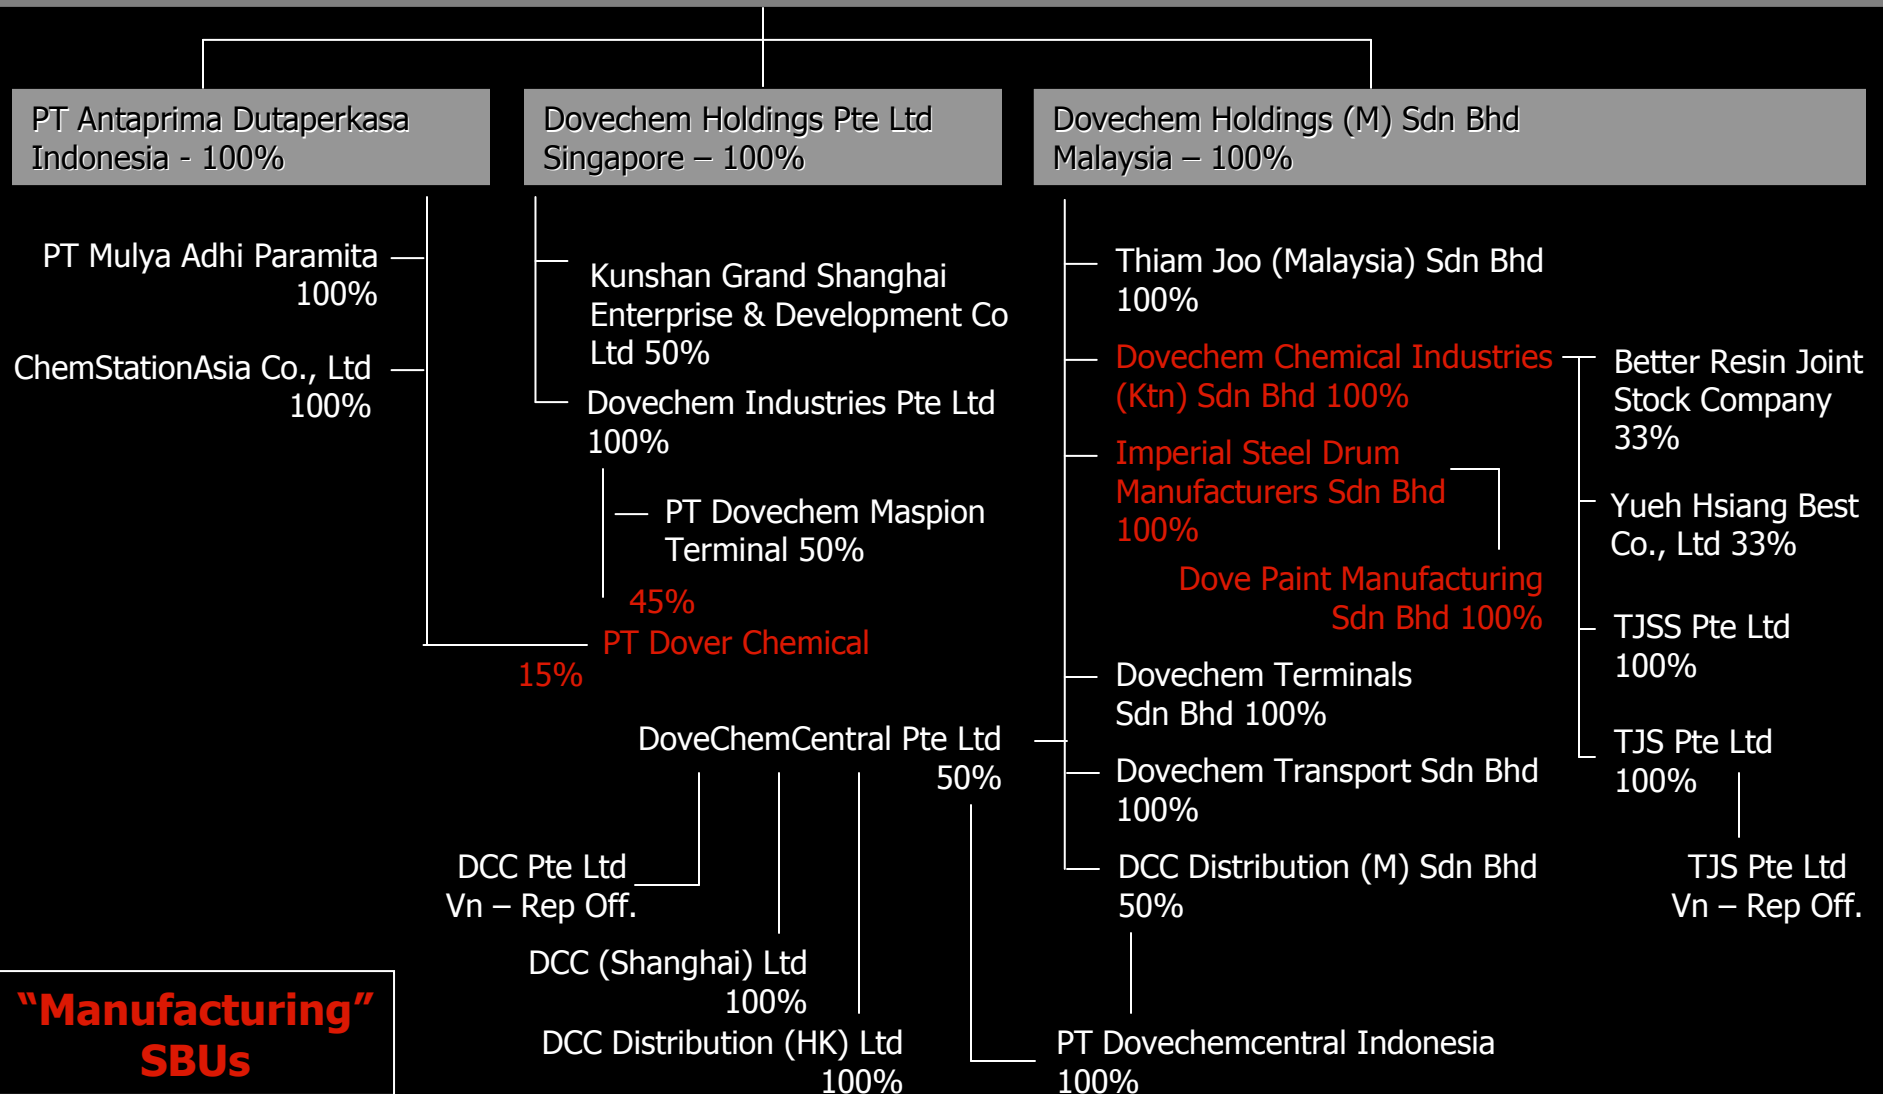 PT Antaprima Dutaperkasa
Indonesia - 100%
Dovechem Holdings Pte Ltd
Singapore – 100%
Dovechem Holdings (M) Sdn Bhd
Malaysia – 100%
PT Mulya Adhi Paramita
100%
ChemStationAsia Co., Ltd
100%
Kunshan Grand Shanghai
Enterprise & Development Co
Ltd 50%
Dovechem Industries Pte Ltd
100%
PT Dovechem Maspion
Terminal 50%
45%
PT Dover Chemical
15%
Thiam Joo (Malaysia) Sdn Bhd
100%
Dovechem Chemical Industries
(Ktn) Sdn Bhd 100%
Imperial Steel Drum
Manufacturers Sdn Bhd
100%
Dove Paint Manufacturing
Sdn Bhd 100%
Better Resin Joint
Stock Company
33%
Yueh Hsiang Best
Co., Ltd 33%
TJSS Pte Ltd
100%
TJS Pte Ltd
100%
TJS Pte Ltd
Vn – Rep Off.
Dovechem Terminals
Sdn Bhd 100%
DoveChemCentral Pte Ltd
50%
Dovechem Transport Sdn Bhd
100%
DCC Distribution (M) Sdn Bhd
50%
DCC Pte Ltd
Vn – Rep Off.
DCC (Shanghai) Ltd
100%
DCC Distribution (HK) Ltd
100%
PT Dovechemcentral Indonesia
100%
“Manufacturing”
SBUs